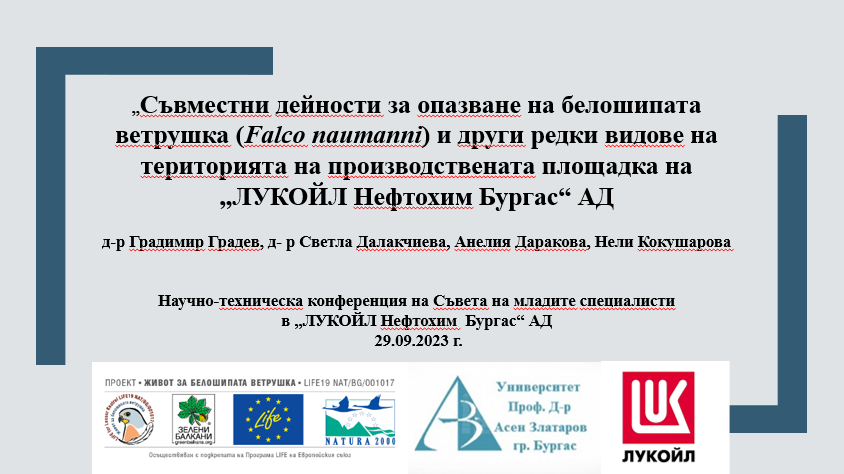 „Съвместни дейности за опазване на белошипата
ветрушка (Falco naumanni) и други редки видове на
територията на производствената площадка на
„ЛУКОЙЛ Нефтохим Бургас“ АД
д-р Градимир Градев, д- р Светла Далакчиева, Анелия Даракова, Нели Кокушарова
Научно-техническа конференция на Съвета на младите специалисти
в „ЛУКОЙЛ Нефтохим Бургас“ АД
29.09.2023 г.
ПРОЕКТ • ЖИВОТ ЗА БЕЛОШИПАТА ВЕТРУШКА • LIFE19 NAT/BG/001017
ЗЕЛЕНИ
БАЛКАНИ
Life
NATURA 2000
Осъществяван с подкрепата на Програма LIFE на Европейския съюз
Университет
Проф. Д-р
Асен Златаров
гр. Бургас
ЛУКОЙЛ